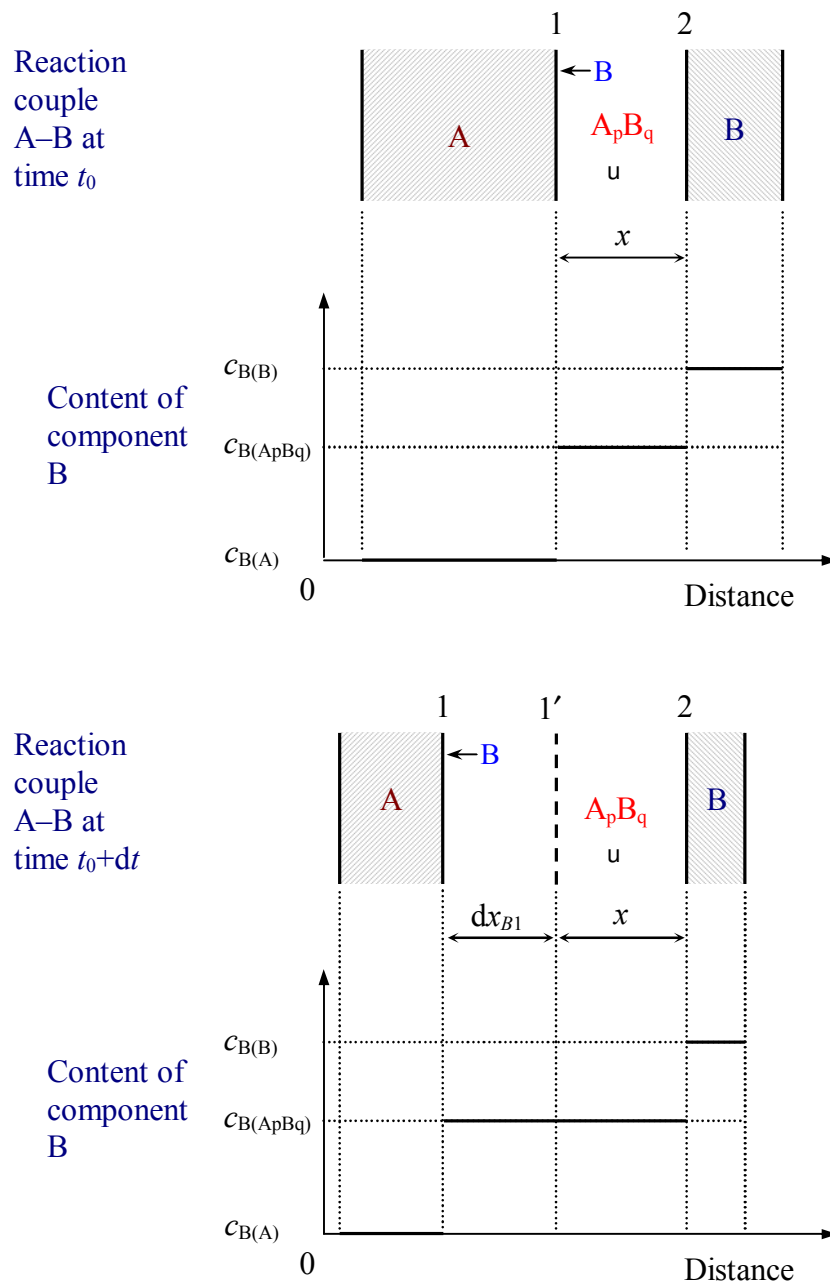 1 2
Reaction
couple
A–B at
time t₀
B
A
ApBq
B
u
x
cB(B)
Content of
component
B
cB(ApBq)
cB(A)
0
Distance
1 1′ 2
Reaction
couple
A–B at
time t₀+dt
B
A
ApBq
B
u
dxB1
x
cB(B)
Content of
component
B
cB(ApBq)
cB(A)
0
Distance